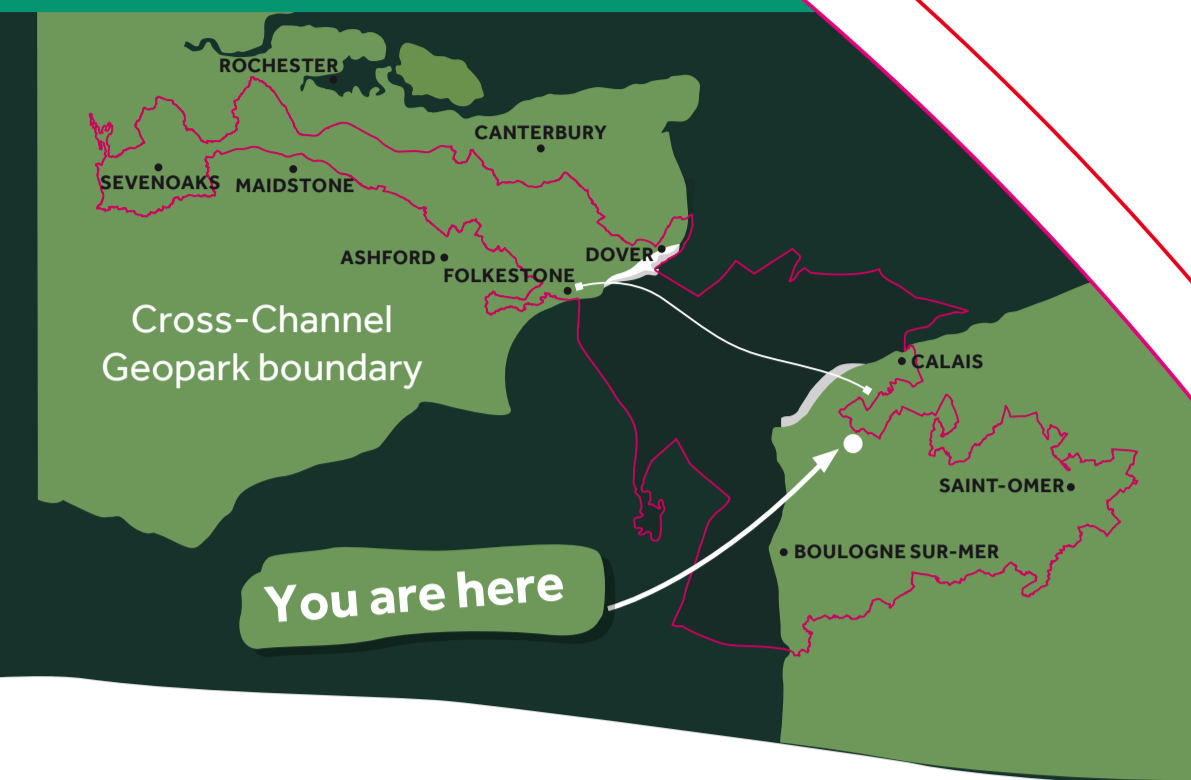 ROCHESTER
CANTERBURY
SEVENOAKS
MAIDSTONE
DOVER
ASHFORD
FOLKESTONE
Cross-Channel
Geopark boundary
CALAIS
SAINT-OMER
BOULOGNE SUR-MER
You are here